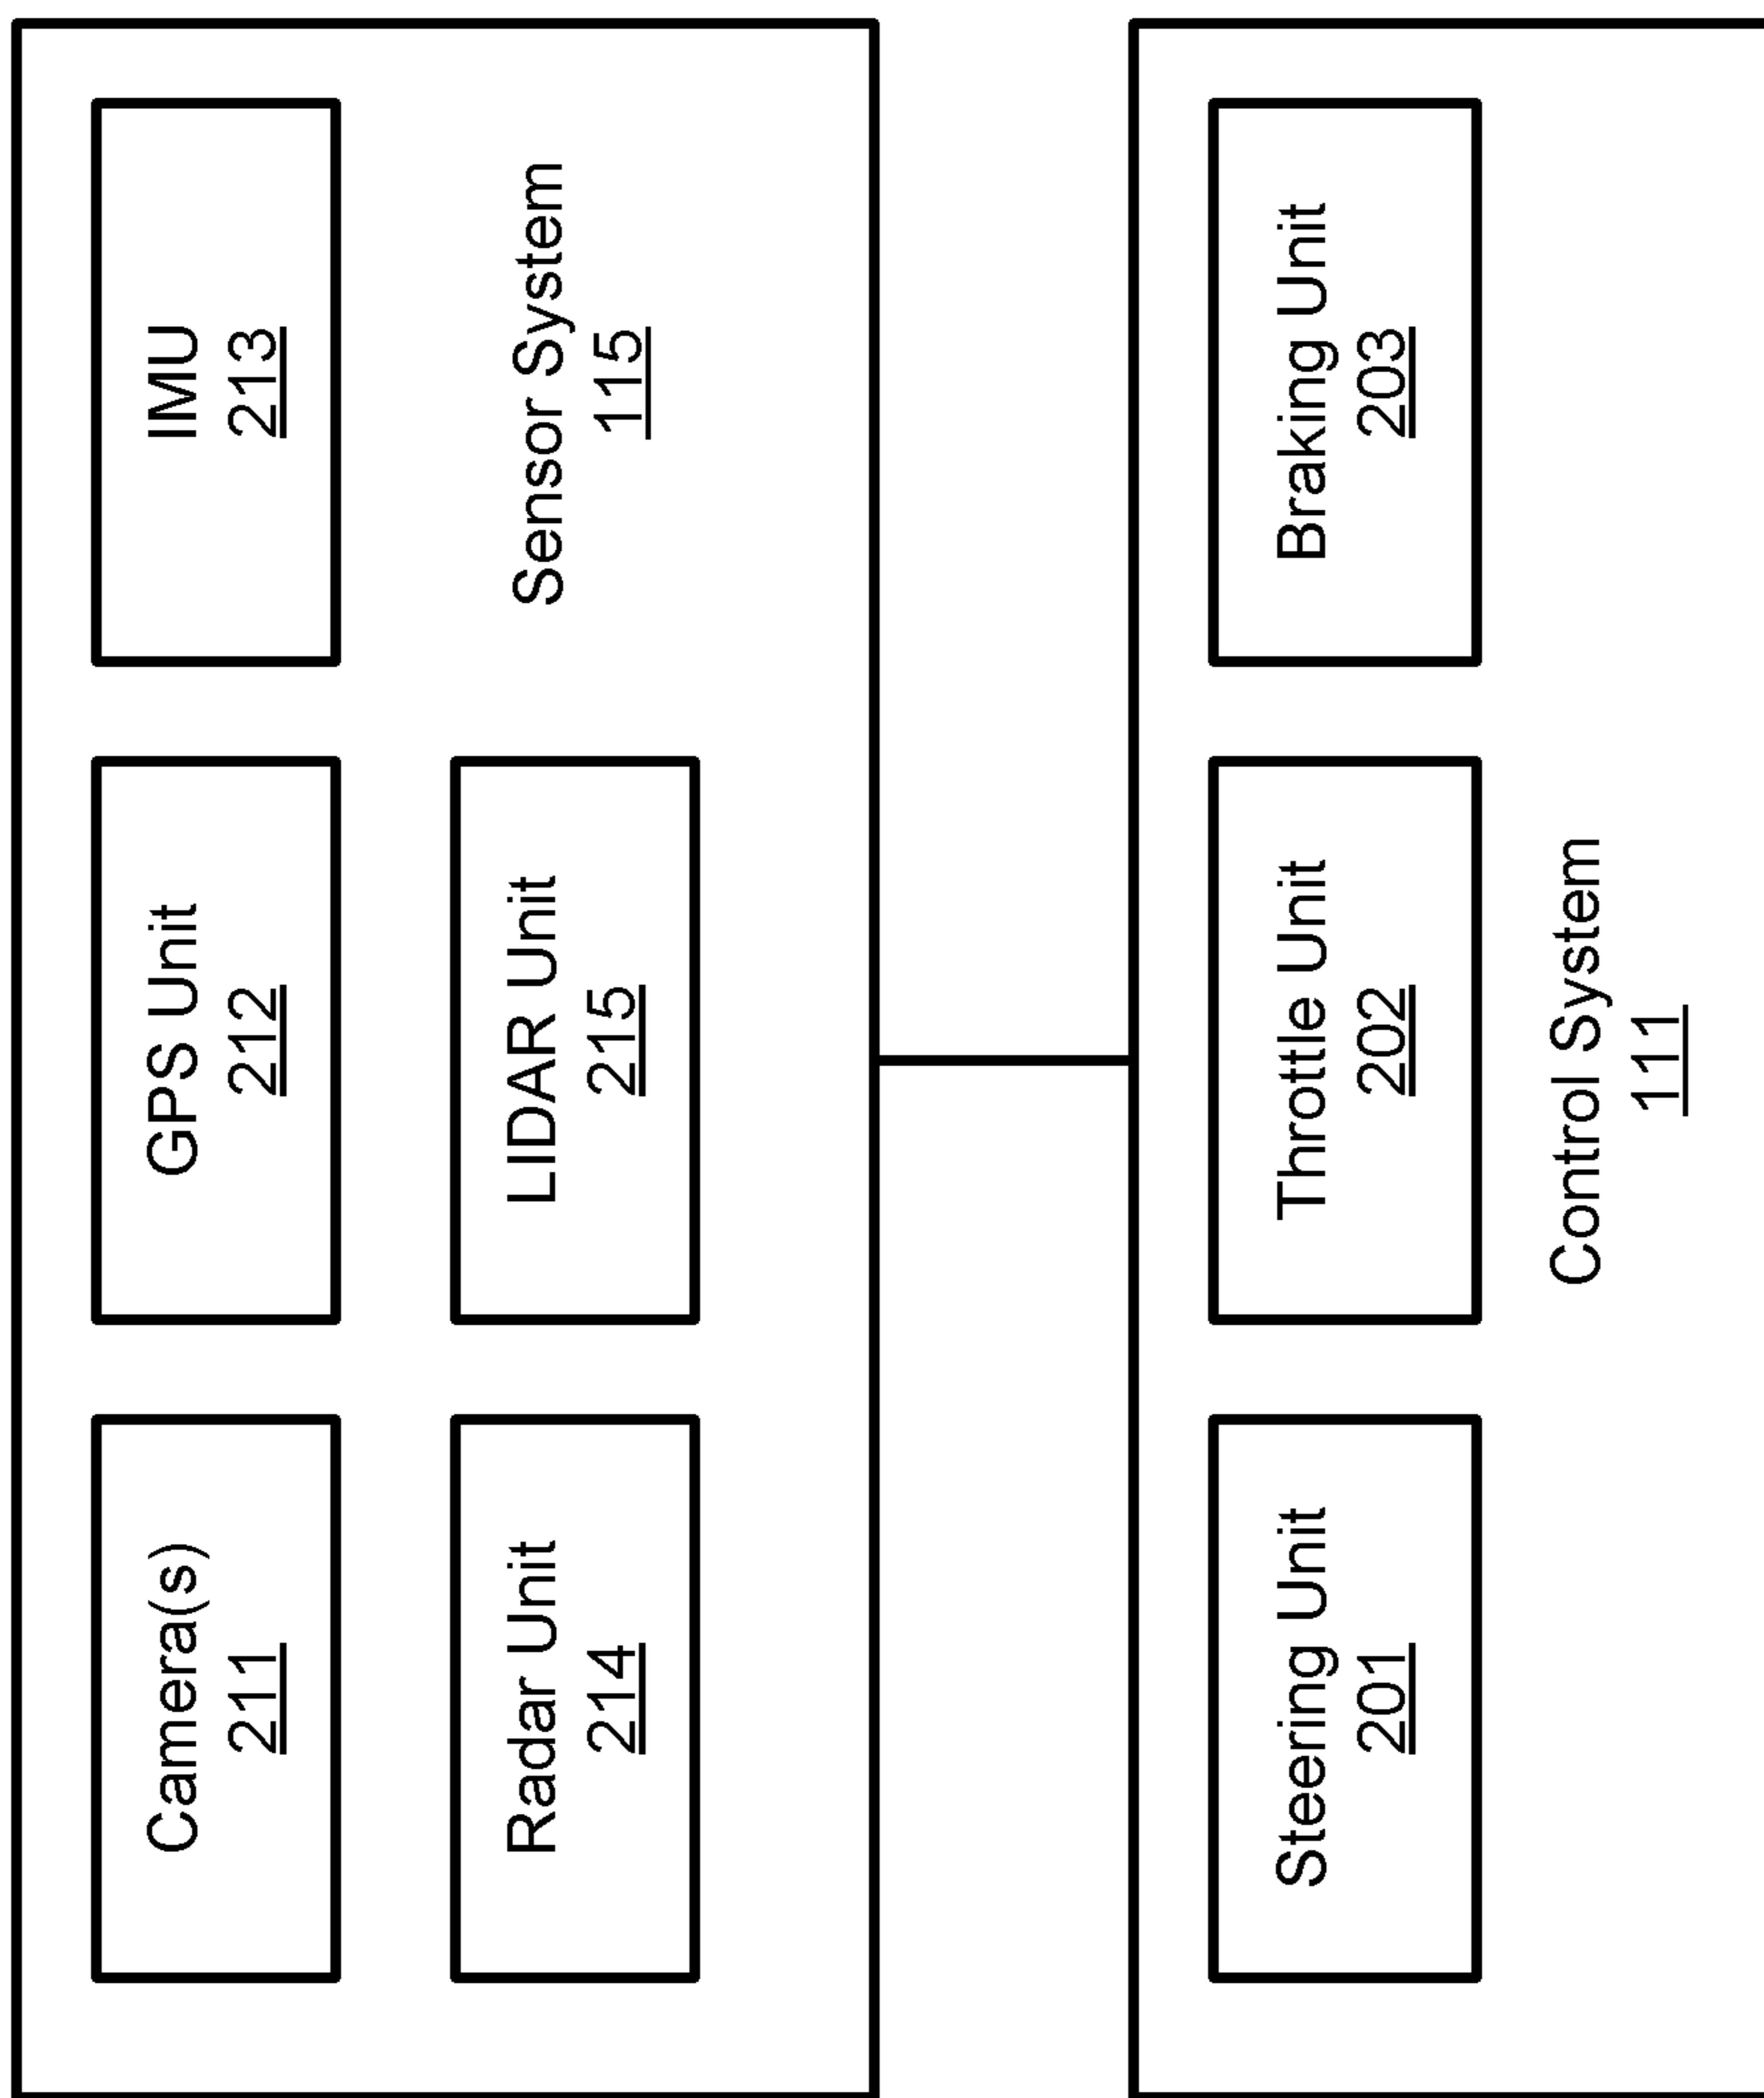 Camera(s)
211
GPS Unit
212
IMU
213
Radar Unit
214
LIDAR Unit
215
Sensor System
115
Steering Unit
201
Throttle Unit
202
Braking Unit
203
Control System
111